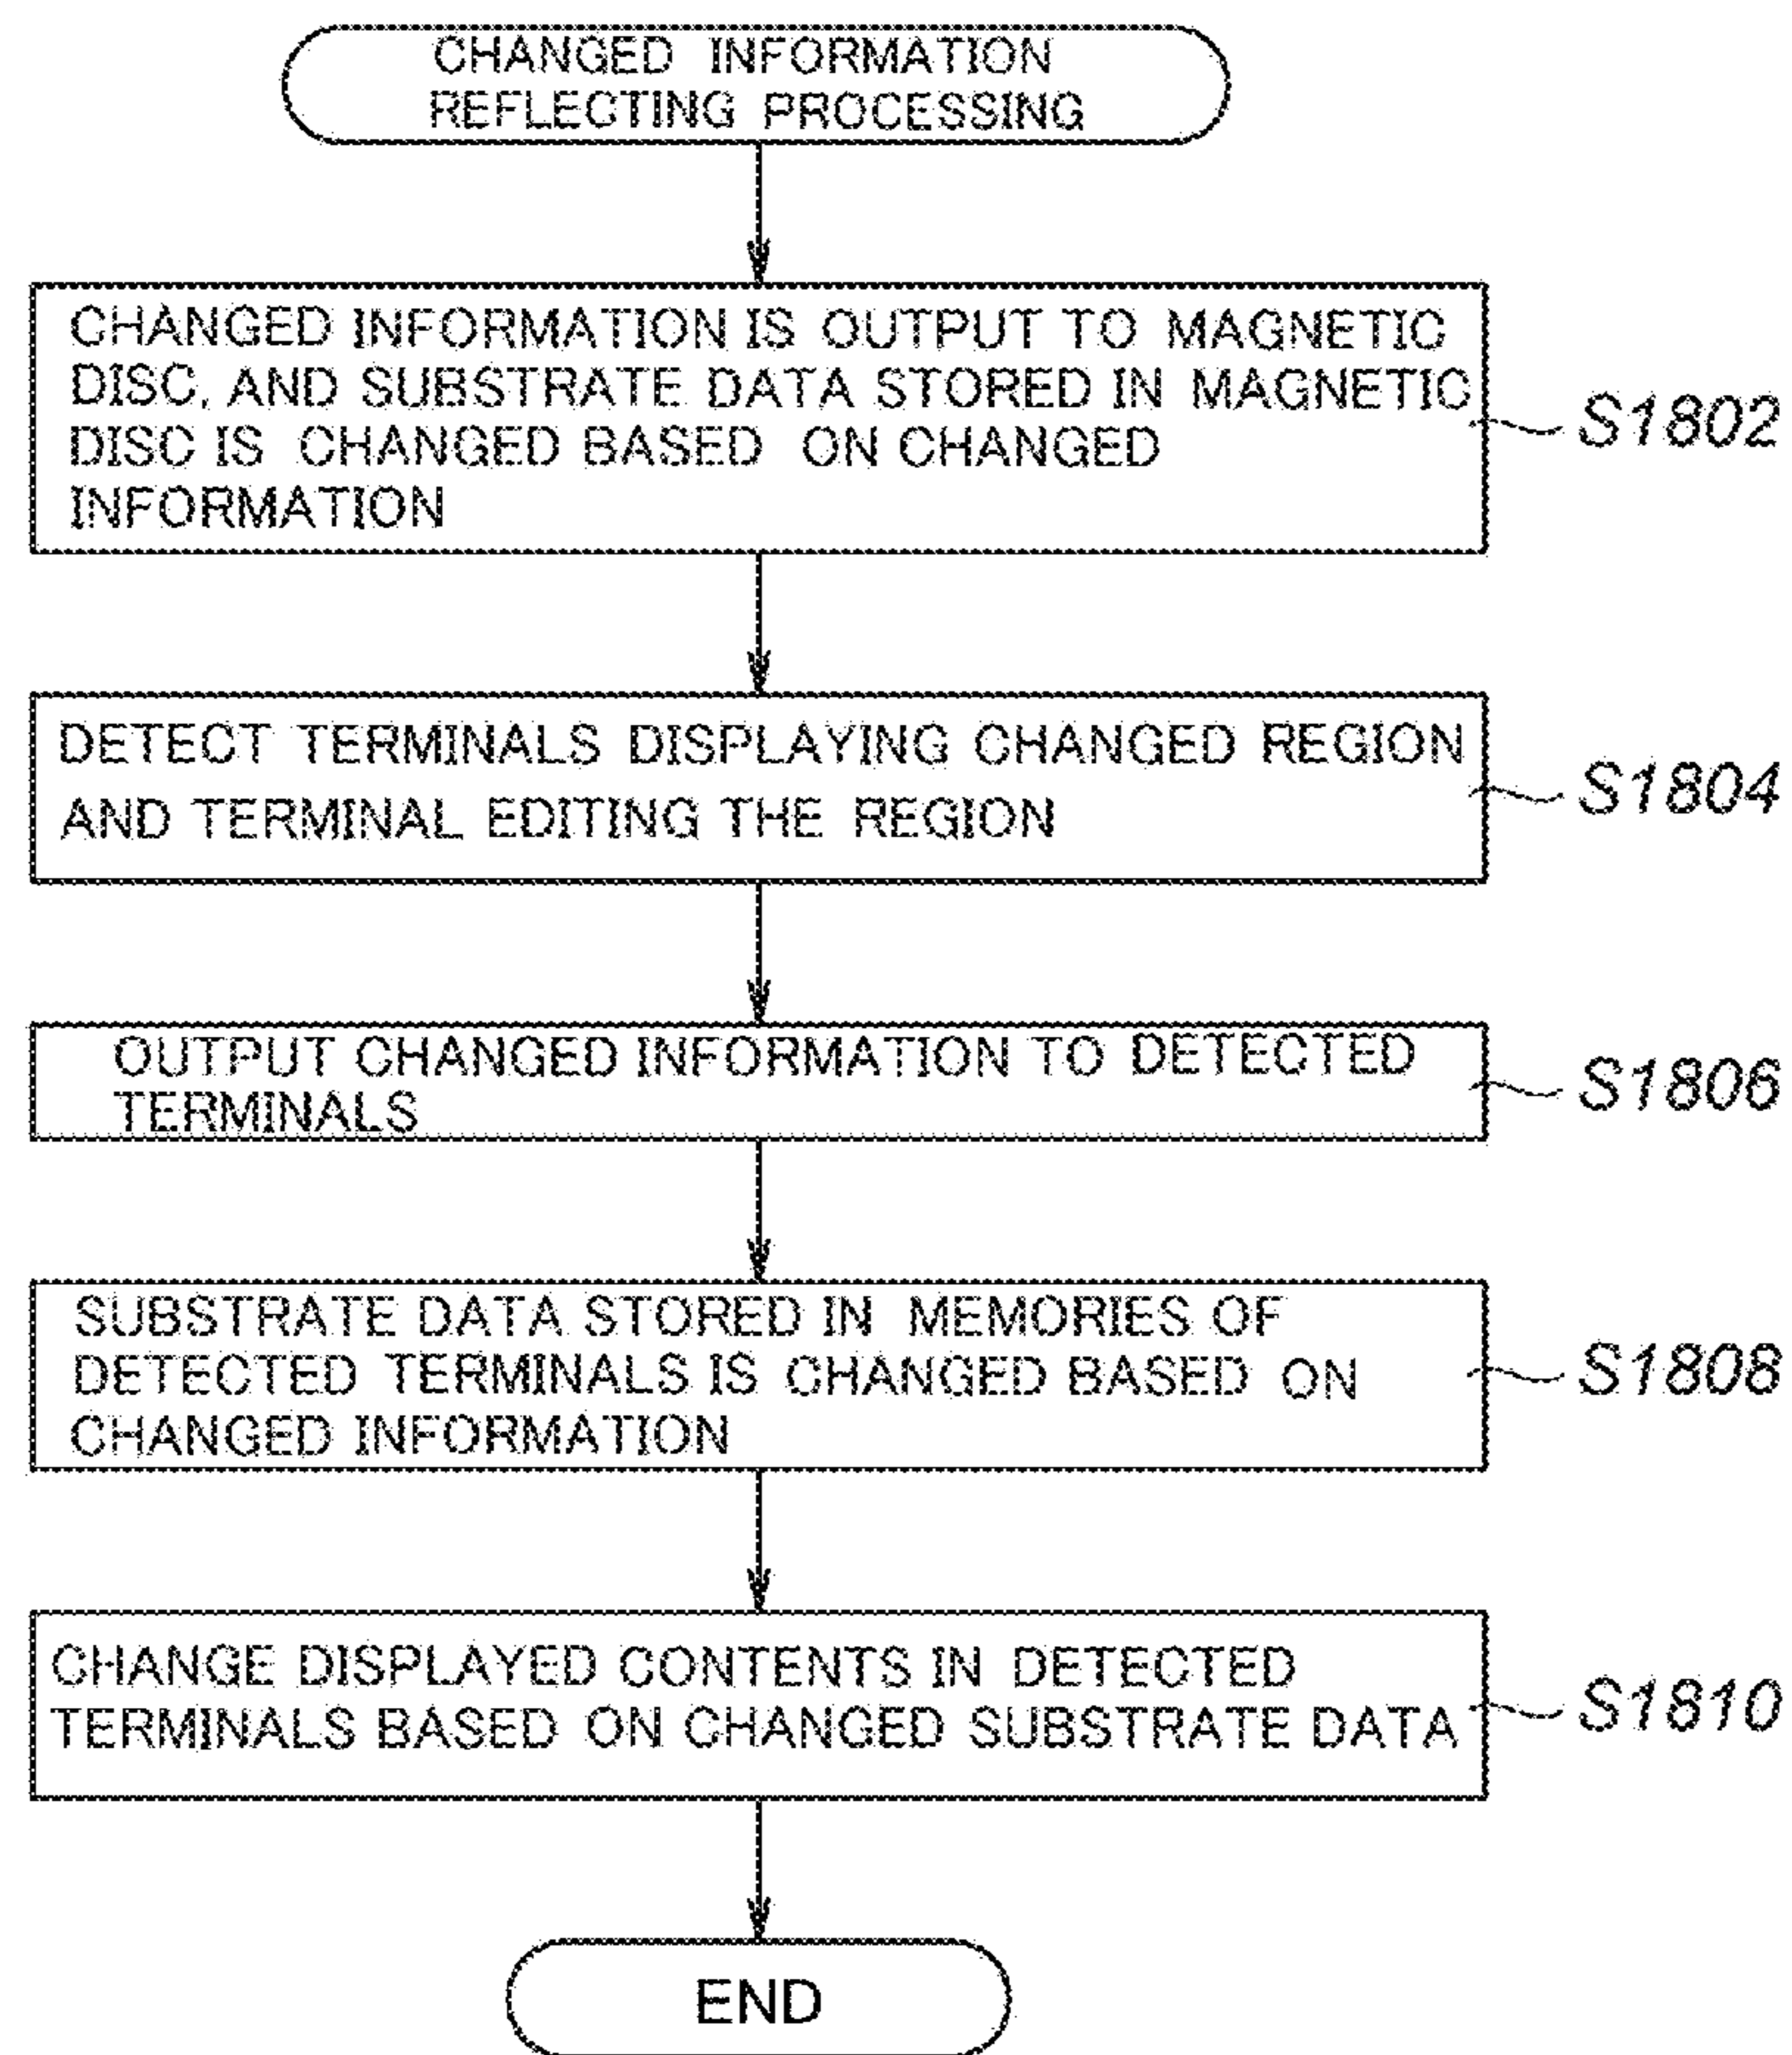 CHANGED INFORMATION
REFLECTING PROCESSING
CHANGED INFORMATION IS OUTPUT TO MAGNETIC
DISC, AND SUBSTRATE DATA STORED IN MAGNETIC
DISC IS CHANGED BASED ON CHANGED
INFORMATION
S1802
DETECT TERMINALS DISPLAYING CHANGED REGION
AND TERMINAL EDITING THE REGION
S1804
OUTPUT CHANGED INFORMATION TO DETECTED
TERMINALS
S1806
SUBSTRATE DATA STORED IN MEMORIES OF
DETECTED TERMINALS IS CHANGED BASED ON
CHANGED INFORMATION
S1808
CHANGE DISPLAYED CONTENTS IN DETECTED
TERMINALS BASED ON CHANGED SUBSTRATE DATA
S1810
END